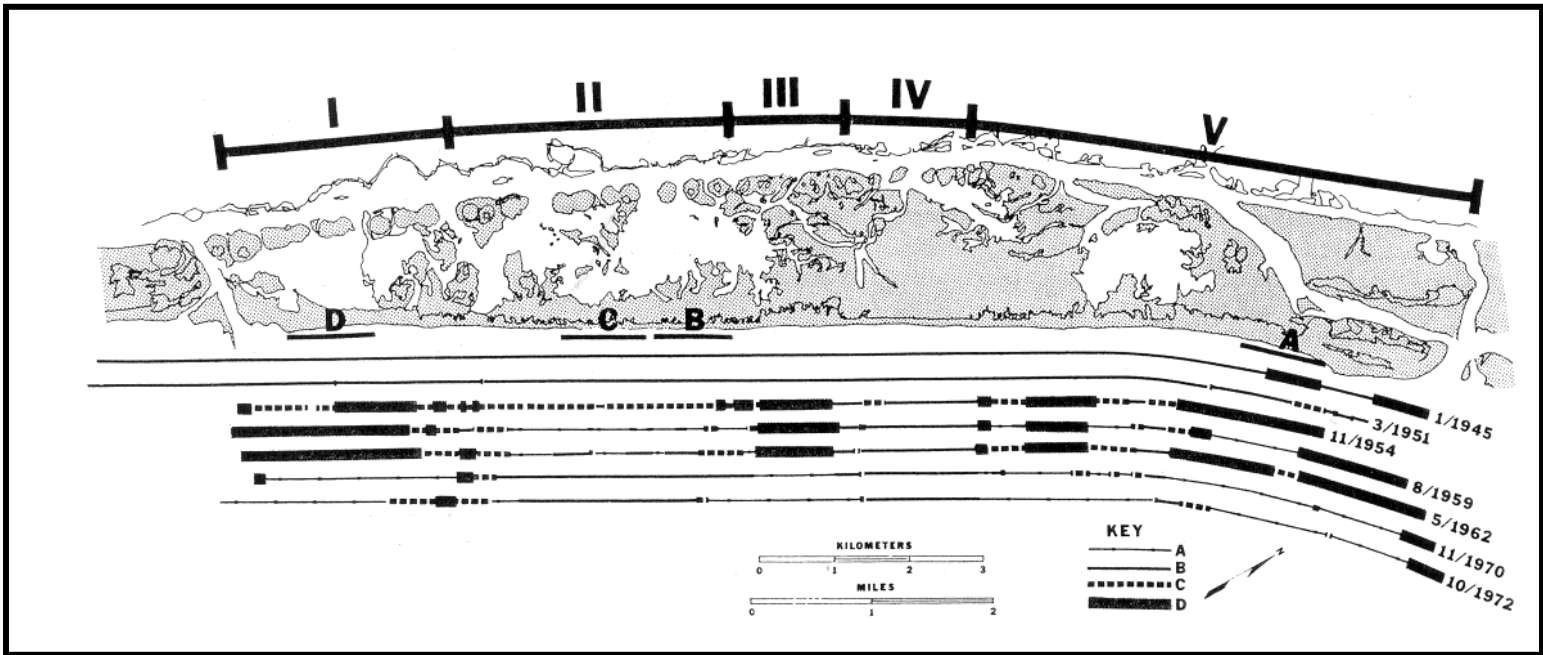 I
II
III
IV
V
D
C
B
A
1/1945
3/1951
11/1954
8/1959
5/1962
11/1970
10/1972
KILOMETERS
0 1 2 3
MILES
0 1 2
KEY
A
B
C
D
N